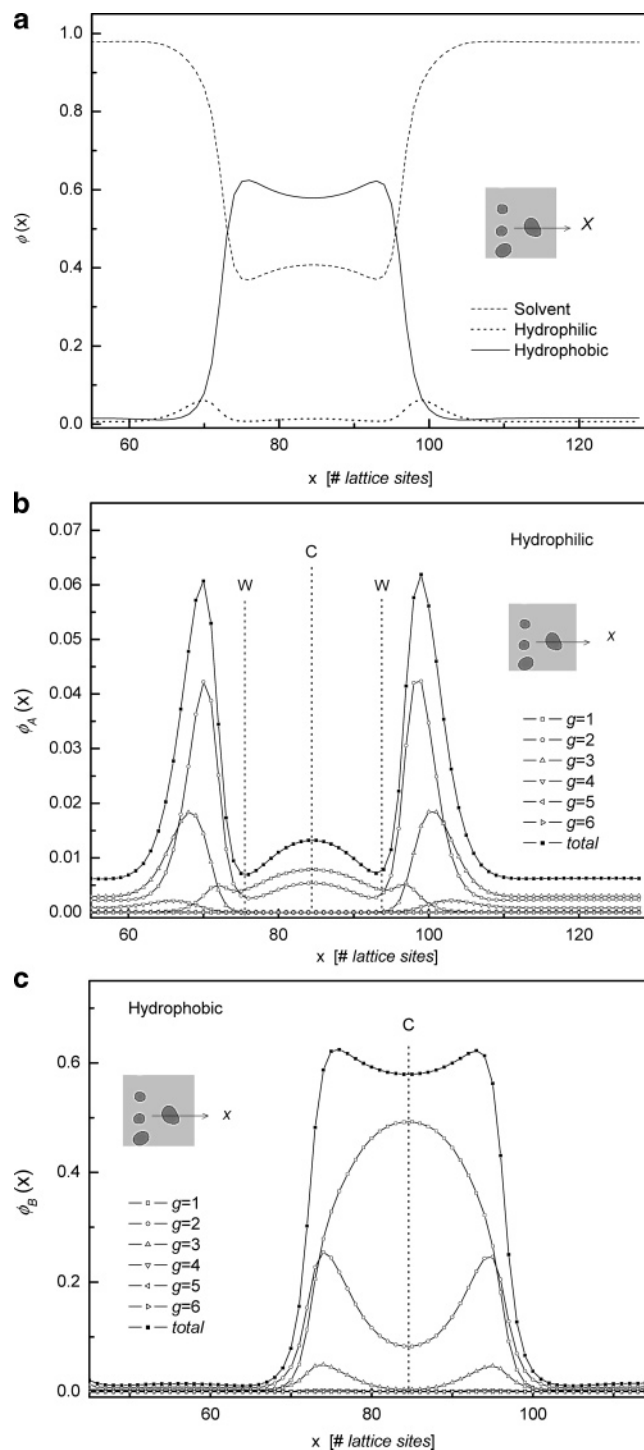 a
1.0
0.8
0.6
0.4
0.2
0.0
ϕ (x)
X
Solvent
Hydrophilic
Hydrophobic
60 80 100 120
x [# lattice sites]
b
0.07
0.06
0.05
0.04
0.03
0.02
0.01
0.00
ϕA (x)
W C W
Hydrophilic
x
g=1
g=2
g=3
g=4
g=5
g=6
total
60 80 100 120
x [# lattice sites]
c
Hydrophobic
C
0.6
0.4
0.2
0.0
ϕB (x)
x
g=1
g=2
g=3
g=4
g=5
g=6
total
60 80 100
x [# lattice sites]